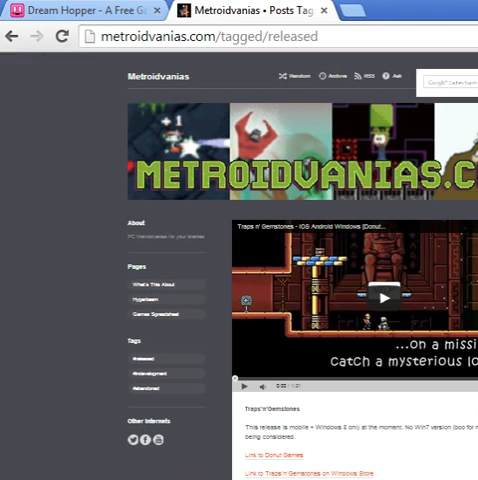 Dream Hopper - A Free Ga
Metroidvanias • Posts Tag
metroidvanias.com/tagged/released
Metroidvanias
Random
Archive
RSS
Ask
METROIDVANIAS.C
About
PC
for your
Pages
What's This About
Hyperbeam
Games Spreadsheet
Tags
#released
#indevelopment
#abandoned
Other Internets
Traps n' Gemstones - IOS Android Windows [Donut...
...on a missi
catch a mysterious
0:00 / 1:31
Traps'n'Gemstones
This release is mobile + Windows 8 only at the moment. No Win7 version (boo for
being considered.
Link to Donut Games
Link to Traps'n'Gemstones on Windows Store